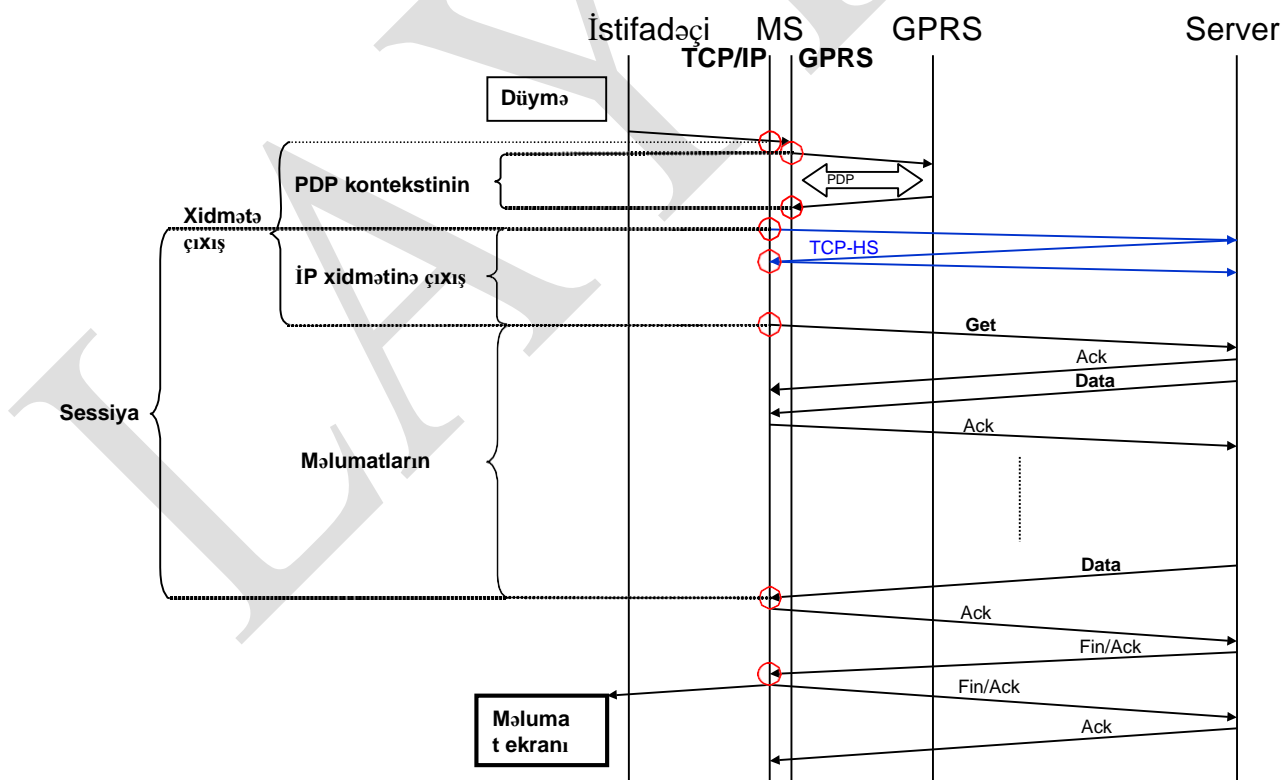 İstifadəçi MS GPRS Server
TCP/IP GPRS
Düymə
PDP kontekstinin
PDP
Xidmətə
çıxış
TCP-HS
İP xidmətinə çıxış
Get
Ack
Data
Sessiya
Ack
Məlumatların
Data
Ack
Fin/Ack
Fin/Ack
Məluma
t ekranı
Ack
LAY